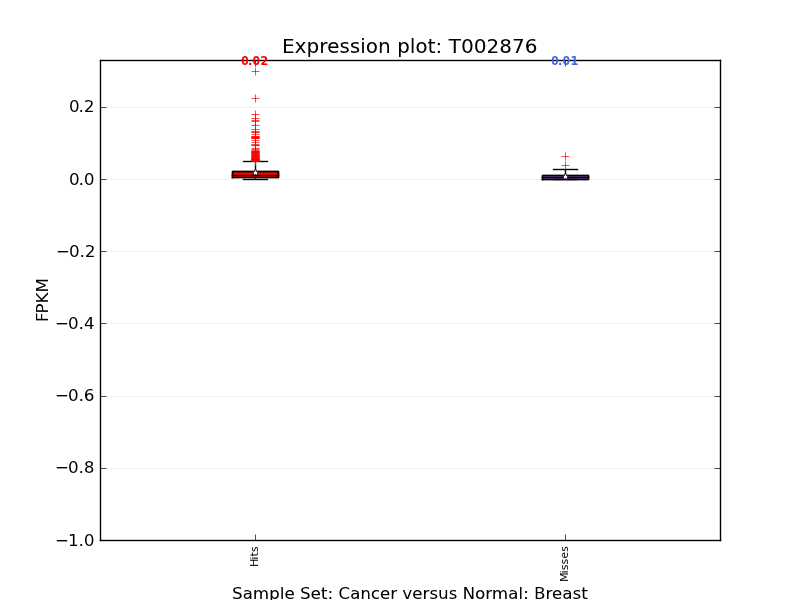 Expression plot: T002876
0.02
0.01
0.2
0.0
−0.2
−0.4
−0.6
−0.8
−1.0
FPKM
Hits
Misses
Sample Set: Cancer versus Normal: Breast